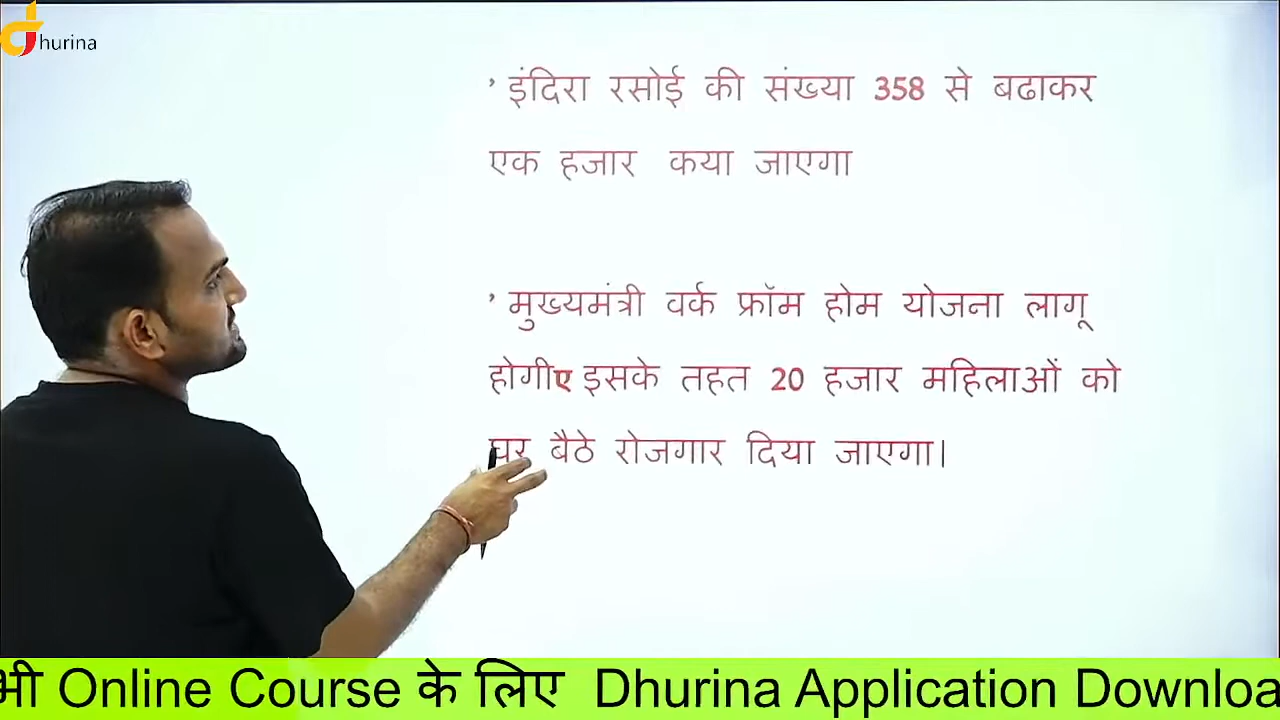 dhurina
' इंदिरा रसोई की संख्या 358 से बढाकर
एक हजार कया जाएगा
' मुख्यमंत्री वर्क फ्रॉम होम योजना लागू
होगीए इसके तहत 20 हजार महिलाओं को
घर बैठे रोजगार दिया जाएगा।
भी Online Course के लिए Dhurina Application Downloa